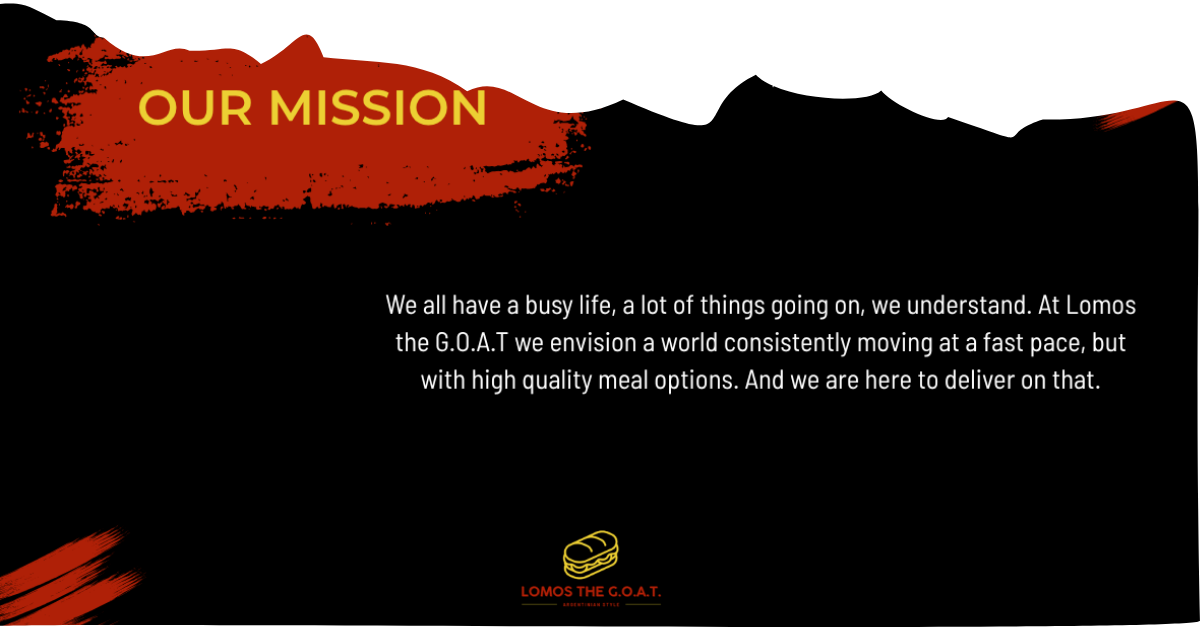 OUR MISSION
We all have a busy life, a lot of things going on, we understand. At Lomos
the G.O.A.T we envision a world consistently moving at a fast pace, but
with high quality meal options. And we are here to deliver on that.
LOMOS THE G.O.A.T.
ARGENTINIAN STYLE